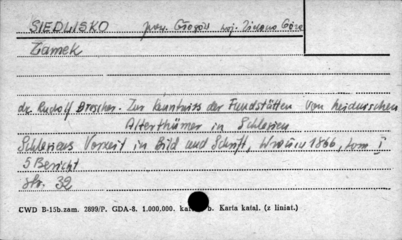 SIEDLISKO pow. Głogów woj. Zielona Góra
Zamek
dr. Rudolf Drescher. Zur Kenntniss der Fundstätten von heidnischen
Alterthümer in Schlesien
Schlesiens Vorzeit in Bild und Schrift, Wrocław 1866, tom I
5 Bericht
str. 32
CWD B-15b.zam. 2899/P. GDA-8. 1.000.000. kar. b. Karta katal. (z liniat.)